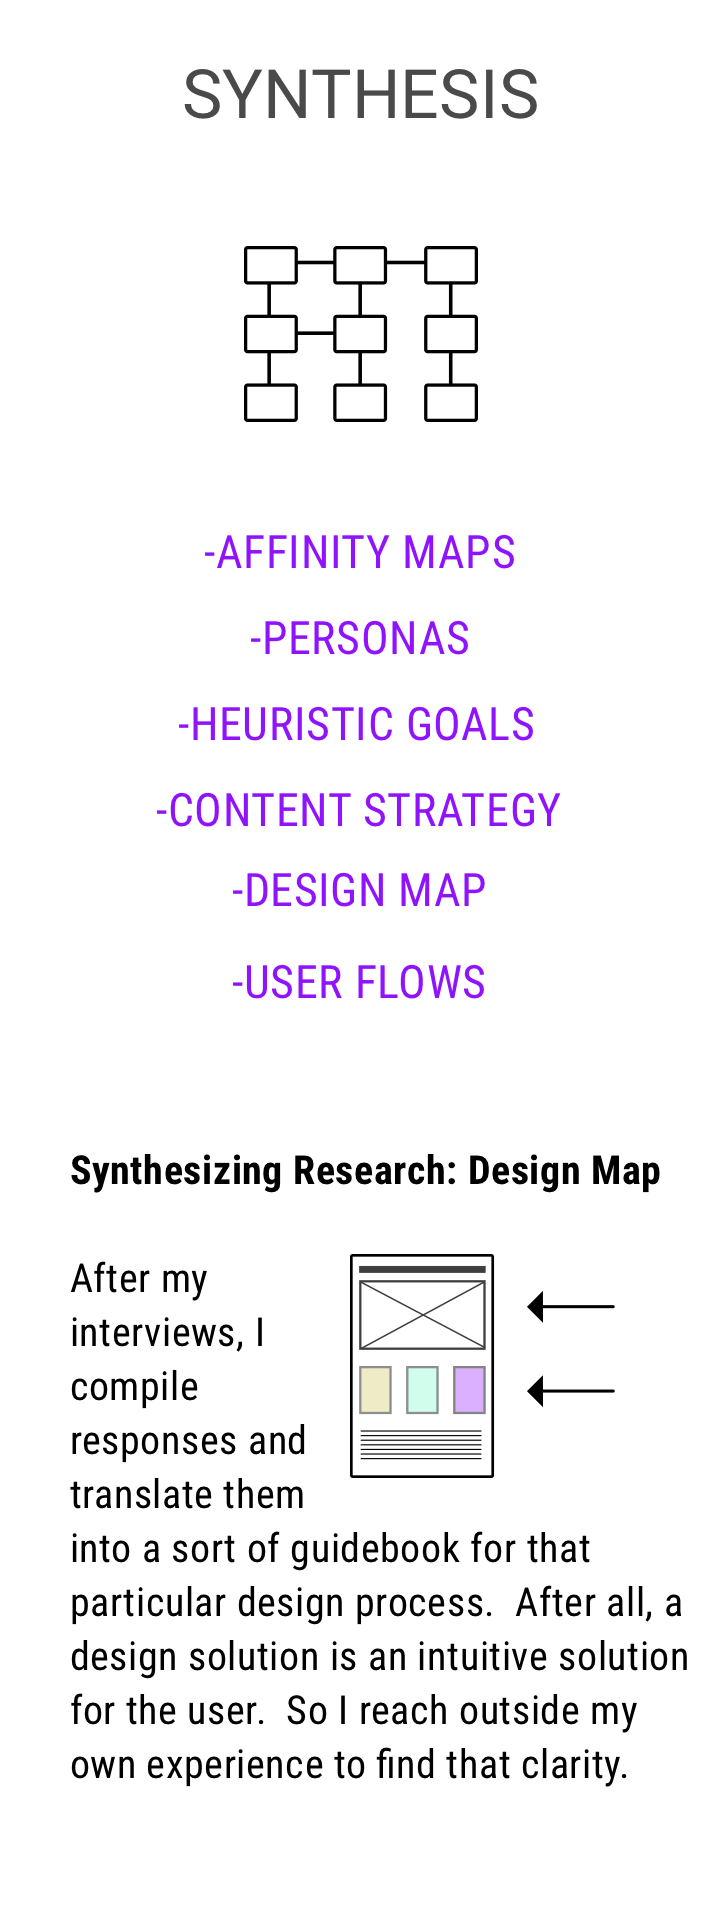 SYNTHESIS
-AFFINITY MAPS
-PERSONAS
-HEURISTIC GOALS
-CONTENT STRATEGY
-DESIGN MAP
-USER FLOWS
Synthesizing Research: Design Map
After my
interviews, I
compile
responses and
translate them
into a sort of guidebook for that
particular design process.  After all, a
design solution is an intuitive solution
for the user.  So I reach outside my
own experience to find that clarity.